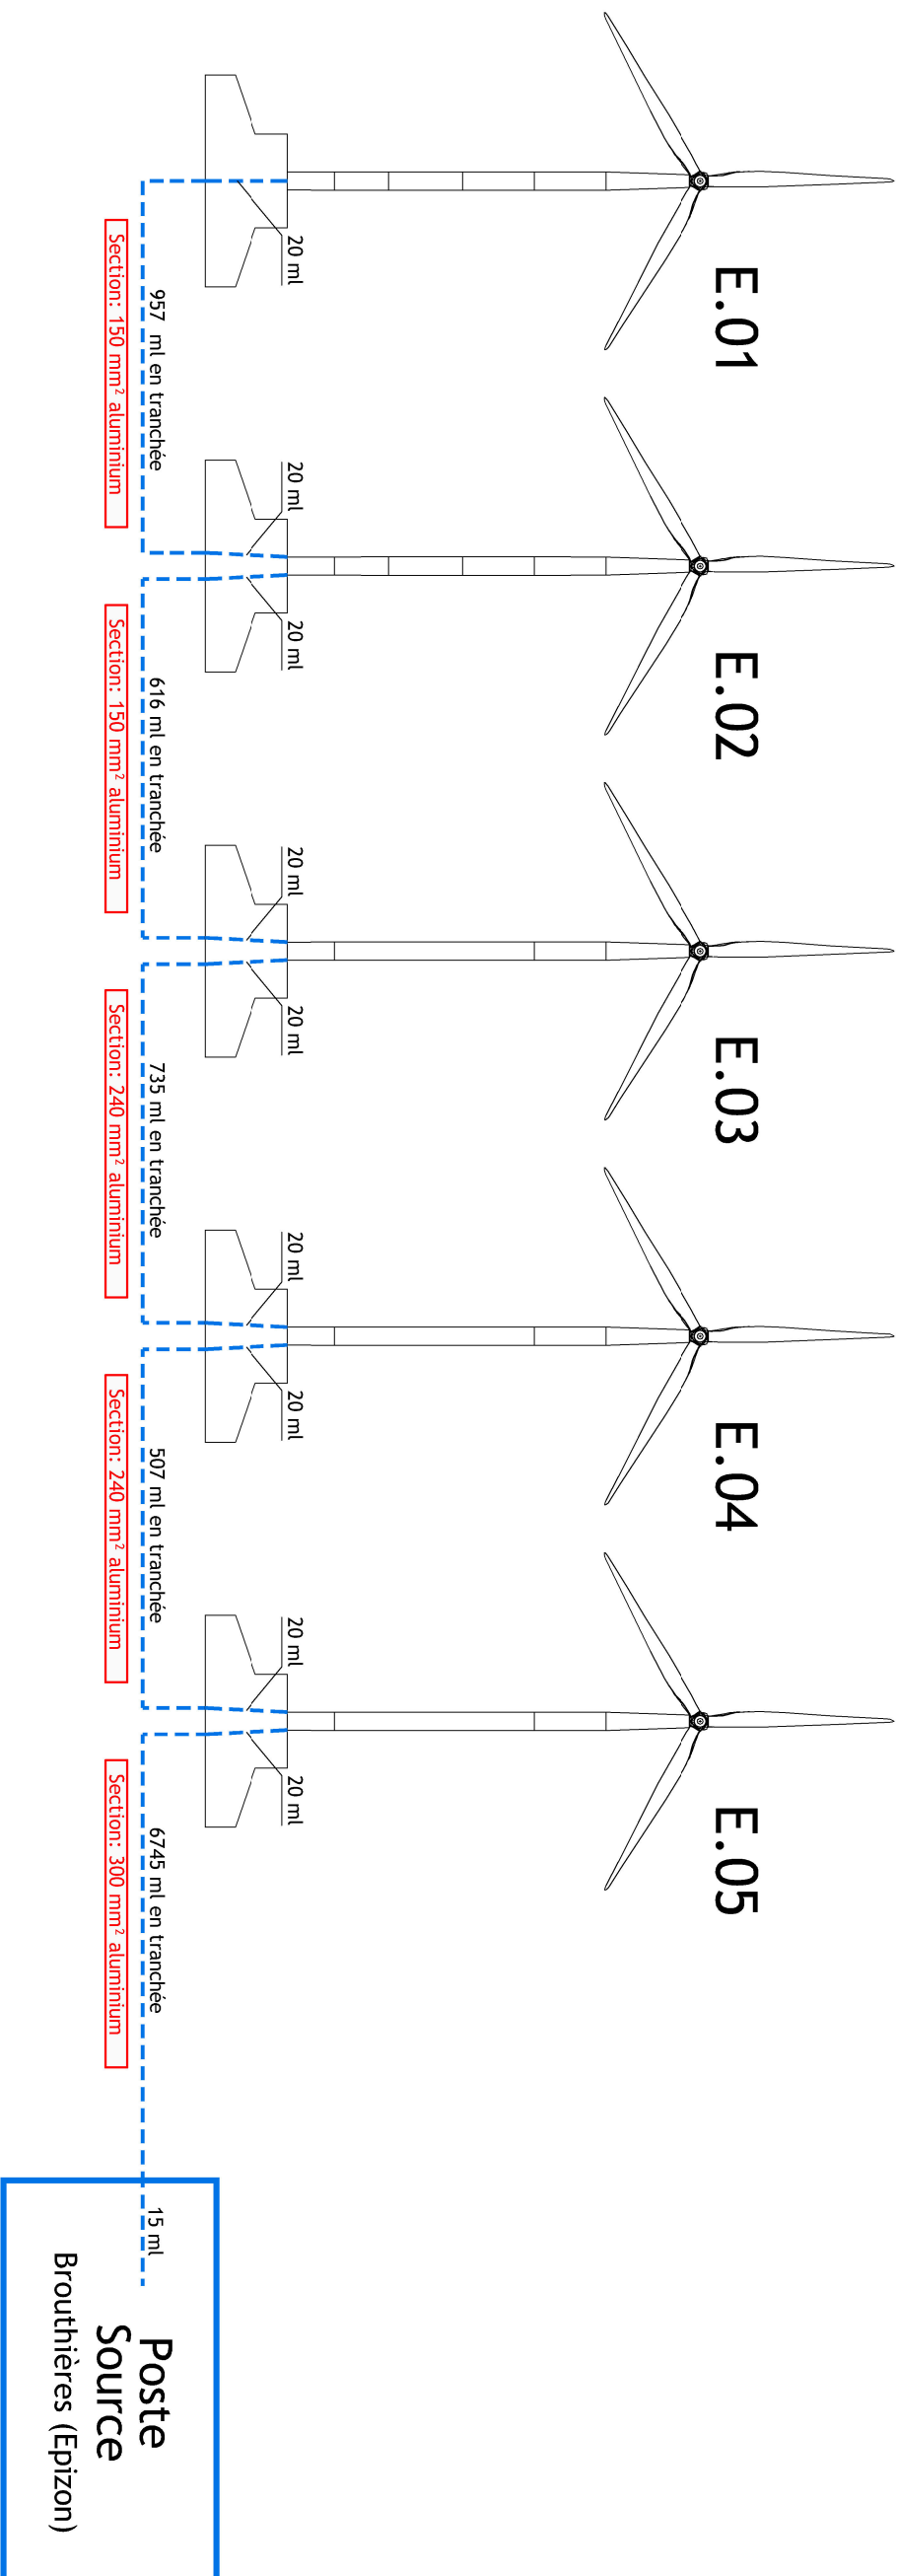 E.01
E.02
E.03
E.04
E.05
20 ml
20 ml
20 ml
20 ml
20 ml
20 ml
20 ml
20 ml
20 ml
957 ml en tranchée
616 ml en tranchée
735 ml en tranchée
507 ml en tranchée
6745 ml en tranchée
15 ml
Section: 150 mm² aluminium
Section: 150 mm² aluminium
Section: 240 mm² aluminium
Section: 240 mm² aluminium
Section: 300 mm² aluminium
Poste
Source
Brouthières (Epizon)